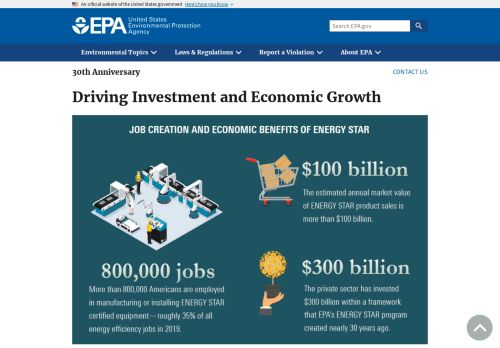 An official website of the United States government Here's how you know
EPA United States
Environmental Protection
Agency
Search EPA.gov
Environmental Topics Laws & Regulations Report a Violation About EPA
30th Anniversary
CONTACT US
Driving Investment and Economic Growth
JOB CREATION AND ECONOMIC BENEFITS OF ENERGY STAR
$100 billion
The estimated annual market value
of ENERGY STAR product sales is
more than $100 billion.
800,000 jobs
More than 800,000 Americans are employed
in manufacturing or installing ENERGY STAR
certified equipment—roughly 35% of all
energy efficiency jobs in 2019.
$300 billion
The private sector has invested
$300 billion within a framework
that EPA's ENERGY STAR program
created nearly 30 years ago.